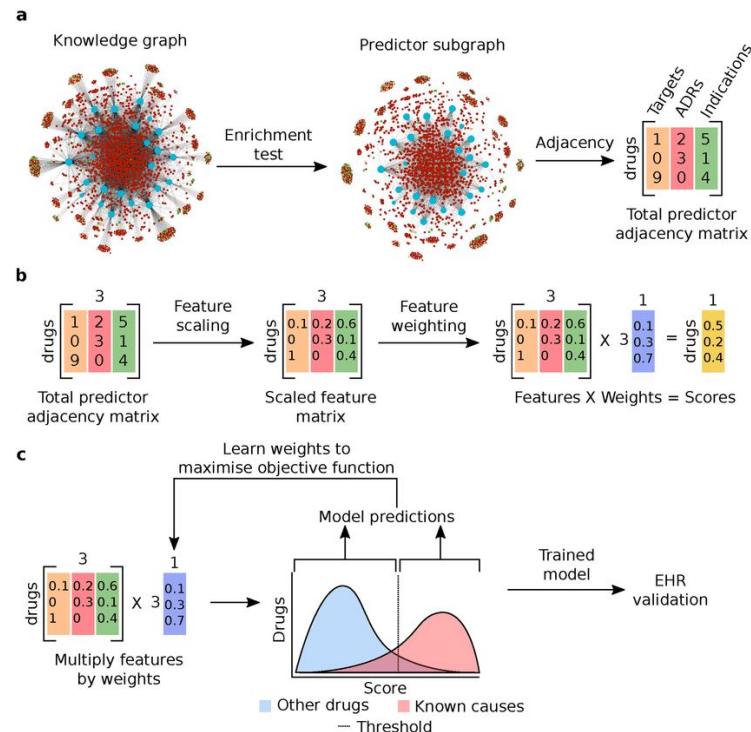 a
Knowledge graph
Predictor subgraph
Enrichment
test
Adjacency
Targets
ADRs
Indications
drugs
1 2 5
0 3 1
9 0 4
Total predictor
adjacency matrix
b
3
drugs
1 2 5
0 3 1
9 0 4
Total predictor
adjacency matrix
Feature
scaling
3
drugs
0.1 0.2 0.6
0 0.3 0.1
1 0 0.4
Scaled feature
matrix
Feature
weighting
3
drugs
0.1 0.2 0.6
0 0.3 0.1
1 0 0.4
X
1
3
0.1
0.3
0.7
=
1
drugs
0.5
0.2
0.4
Features X Weights = Scores
c
Learn weights to
maximise objective function
3
drugs
0.1 0.2 0.6
0 0.3 0.1
1 0 0.4
X
1
3
0.1
0.3
0.7
Multiply features
by weights
Model predictions
Drugs
Score
Other drugs
Known causes
Threshold
Trained
model
EHR
validation